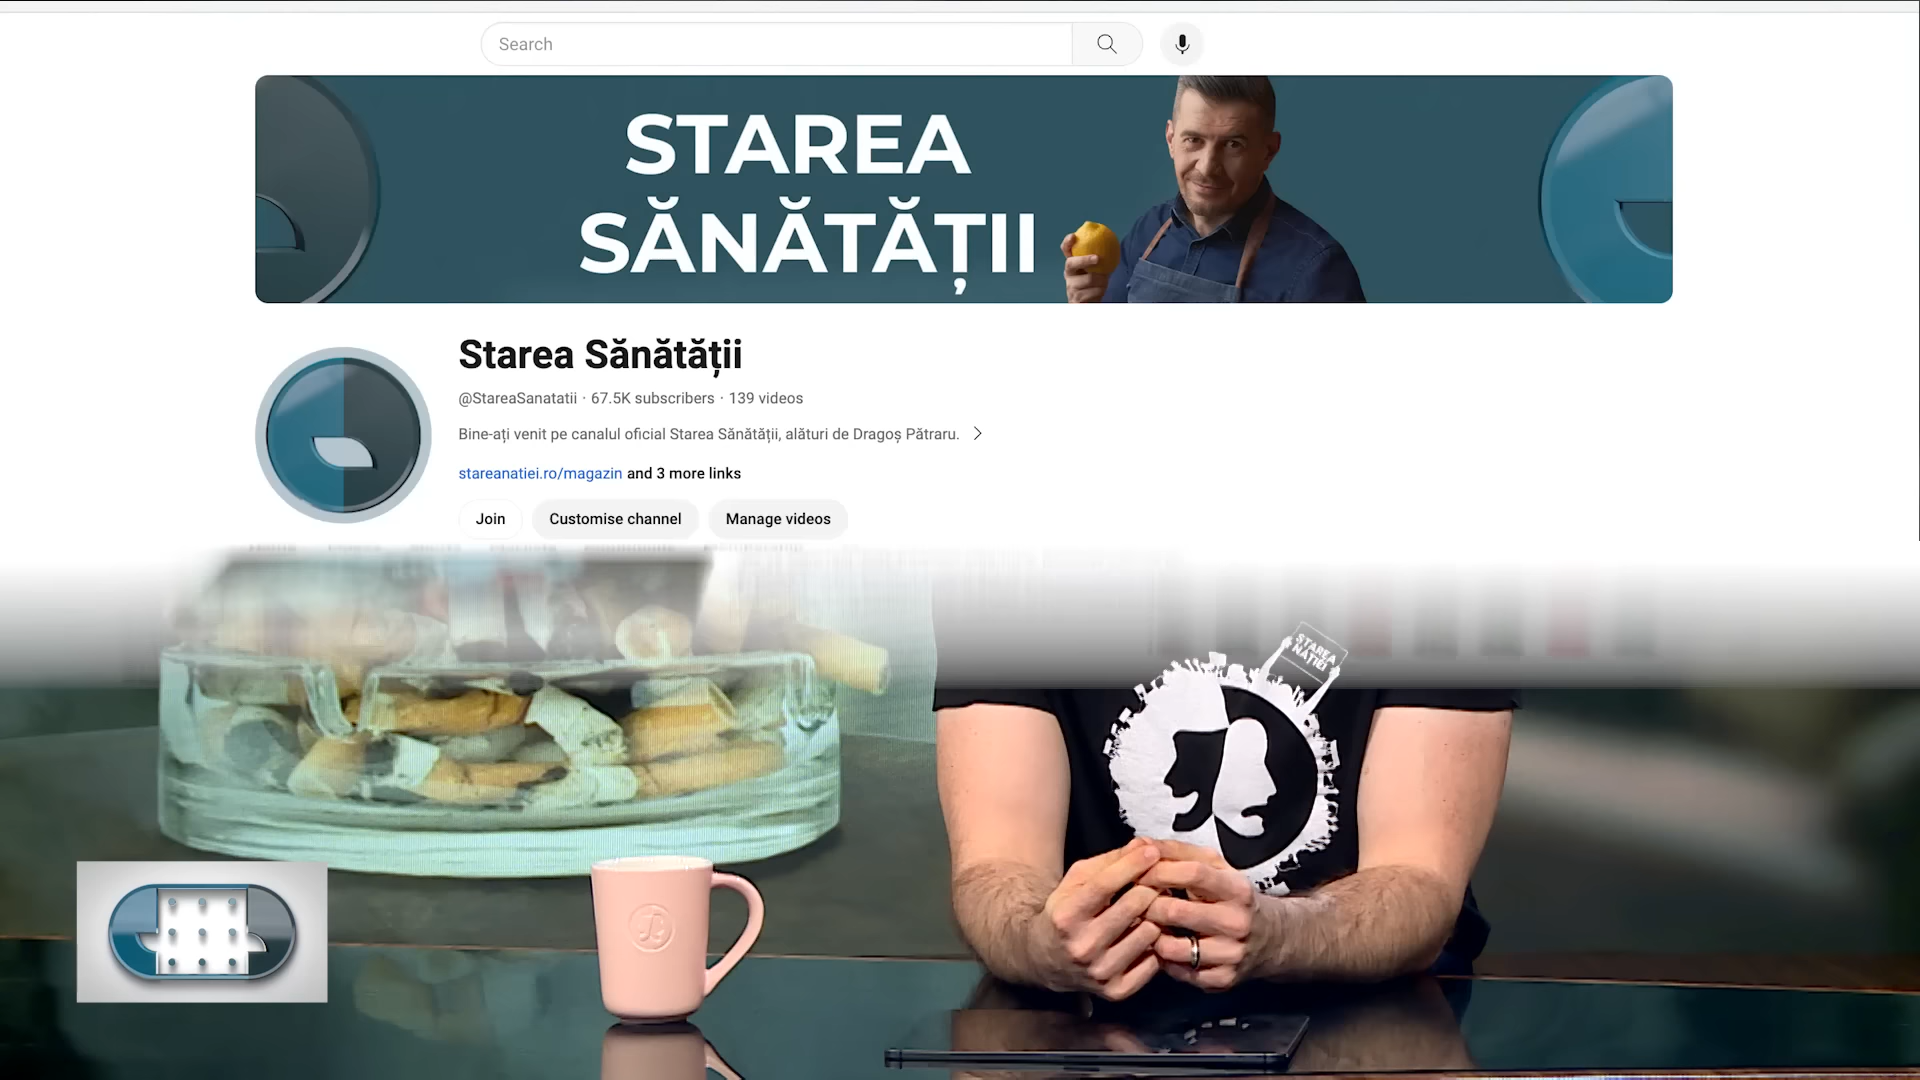 Search
STAREA
SĂNĂTĂȚII
Starea Sănătății
@StareaSanatatii · 67.5K subscribers · 139 videos
Bine-ați venit pe canalul oficial Starea Sănătății, alături de Dragoș Pătraru.
stareanatiei.ro/magazin and 3 more links
Join
Customise channel
Manage videos
STAREA
NAȚIEI